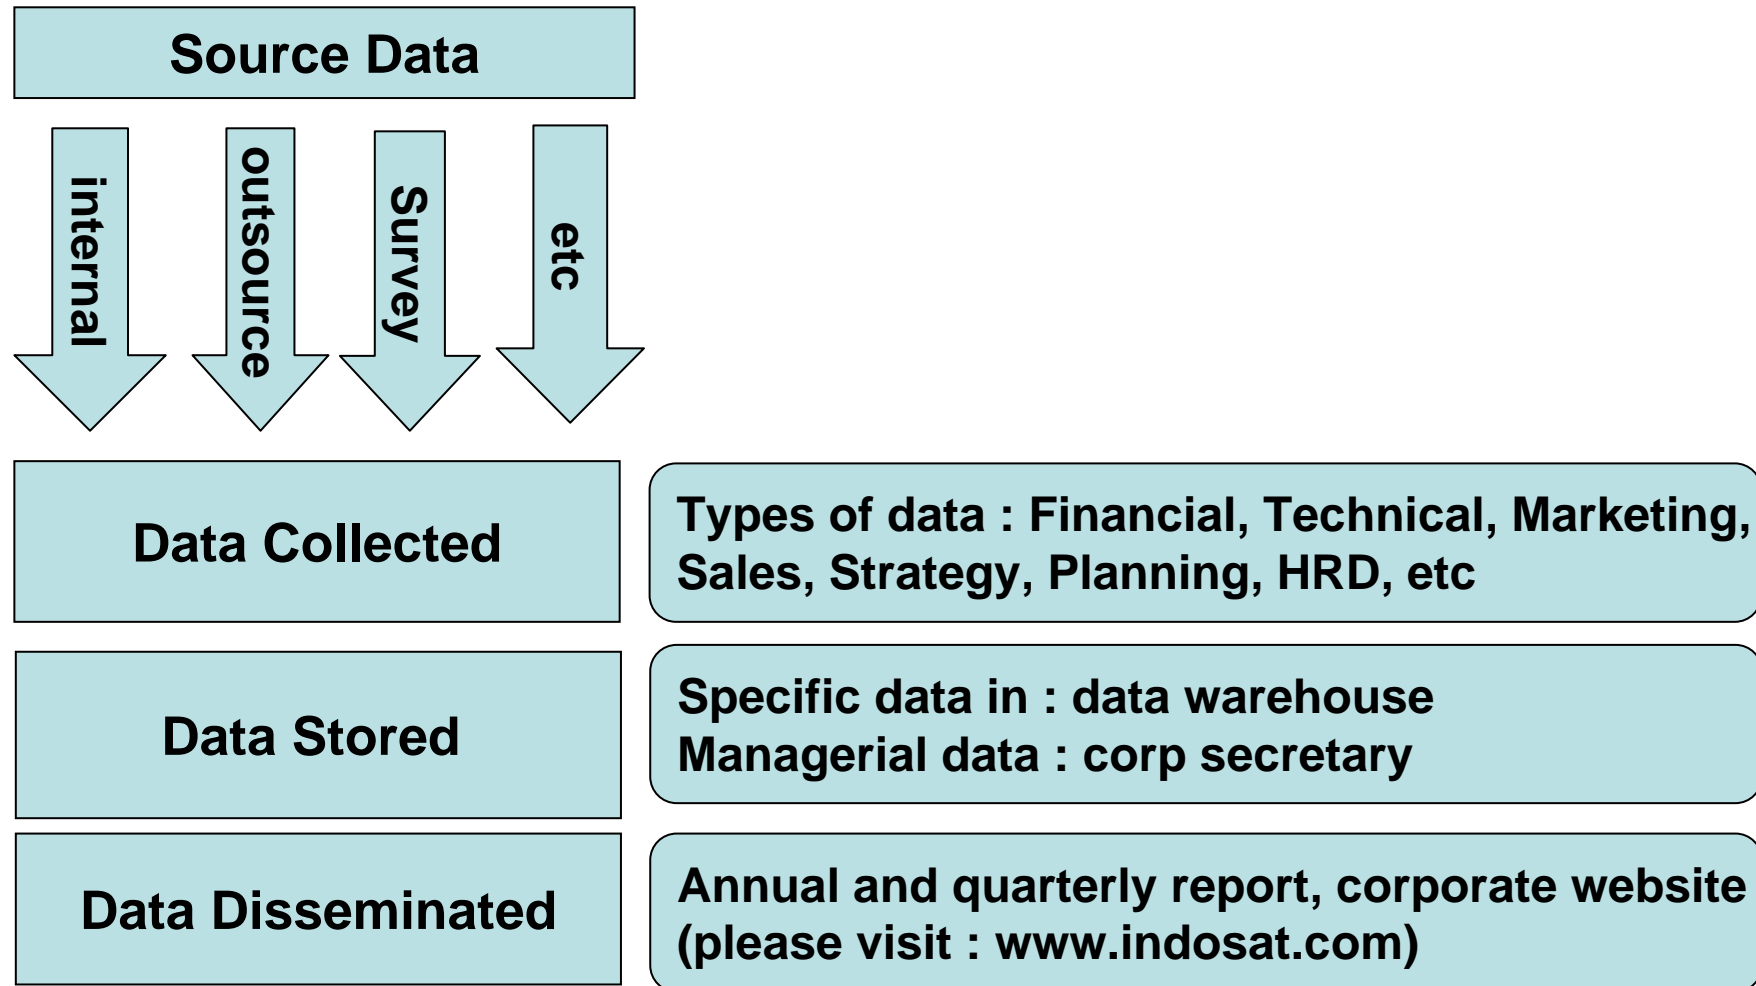 Source Data
internal
outsource
Survey
etc
Data Collected
Types of data : Financial, Technical, Marketing,
Sales, Strategy, Planning, HRD, etc
Data Stored
Specific data in : data warehouse
Managerial data : corp secretary
Data Disseminated
Annual and quarterly report, corporate website
(please visit : www.indosat.com)